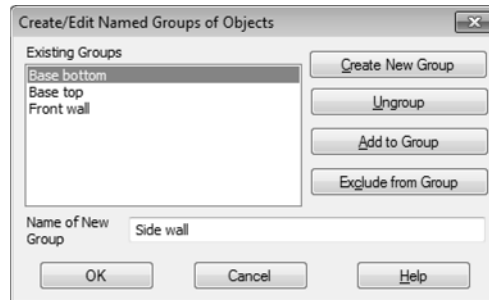 Create/Edit Named Groups of Objects
Existing Groups
Base bottom
Base top
Front wall
Create New Group
Ungroup
Add to Group
Exclude from Group
Name of New
Group
Side wall
OK
Cancel
Help